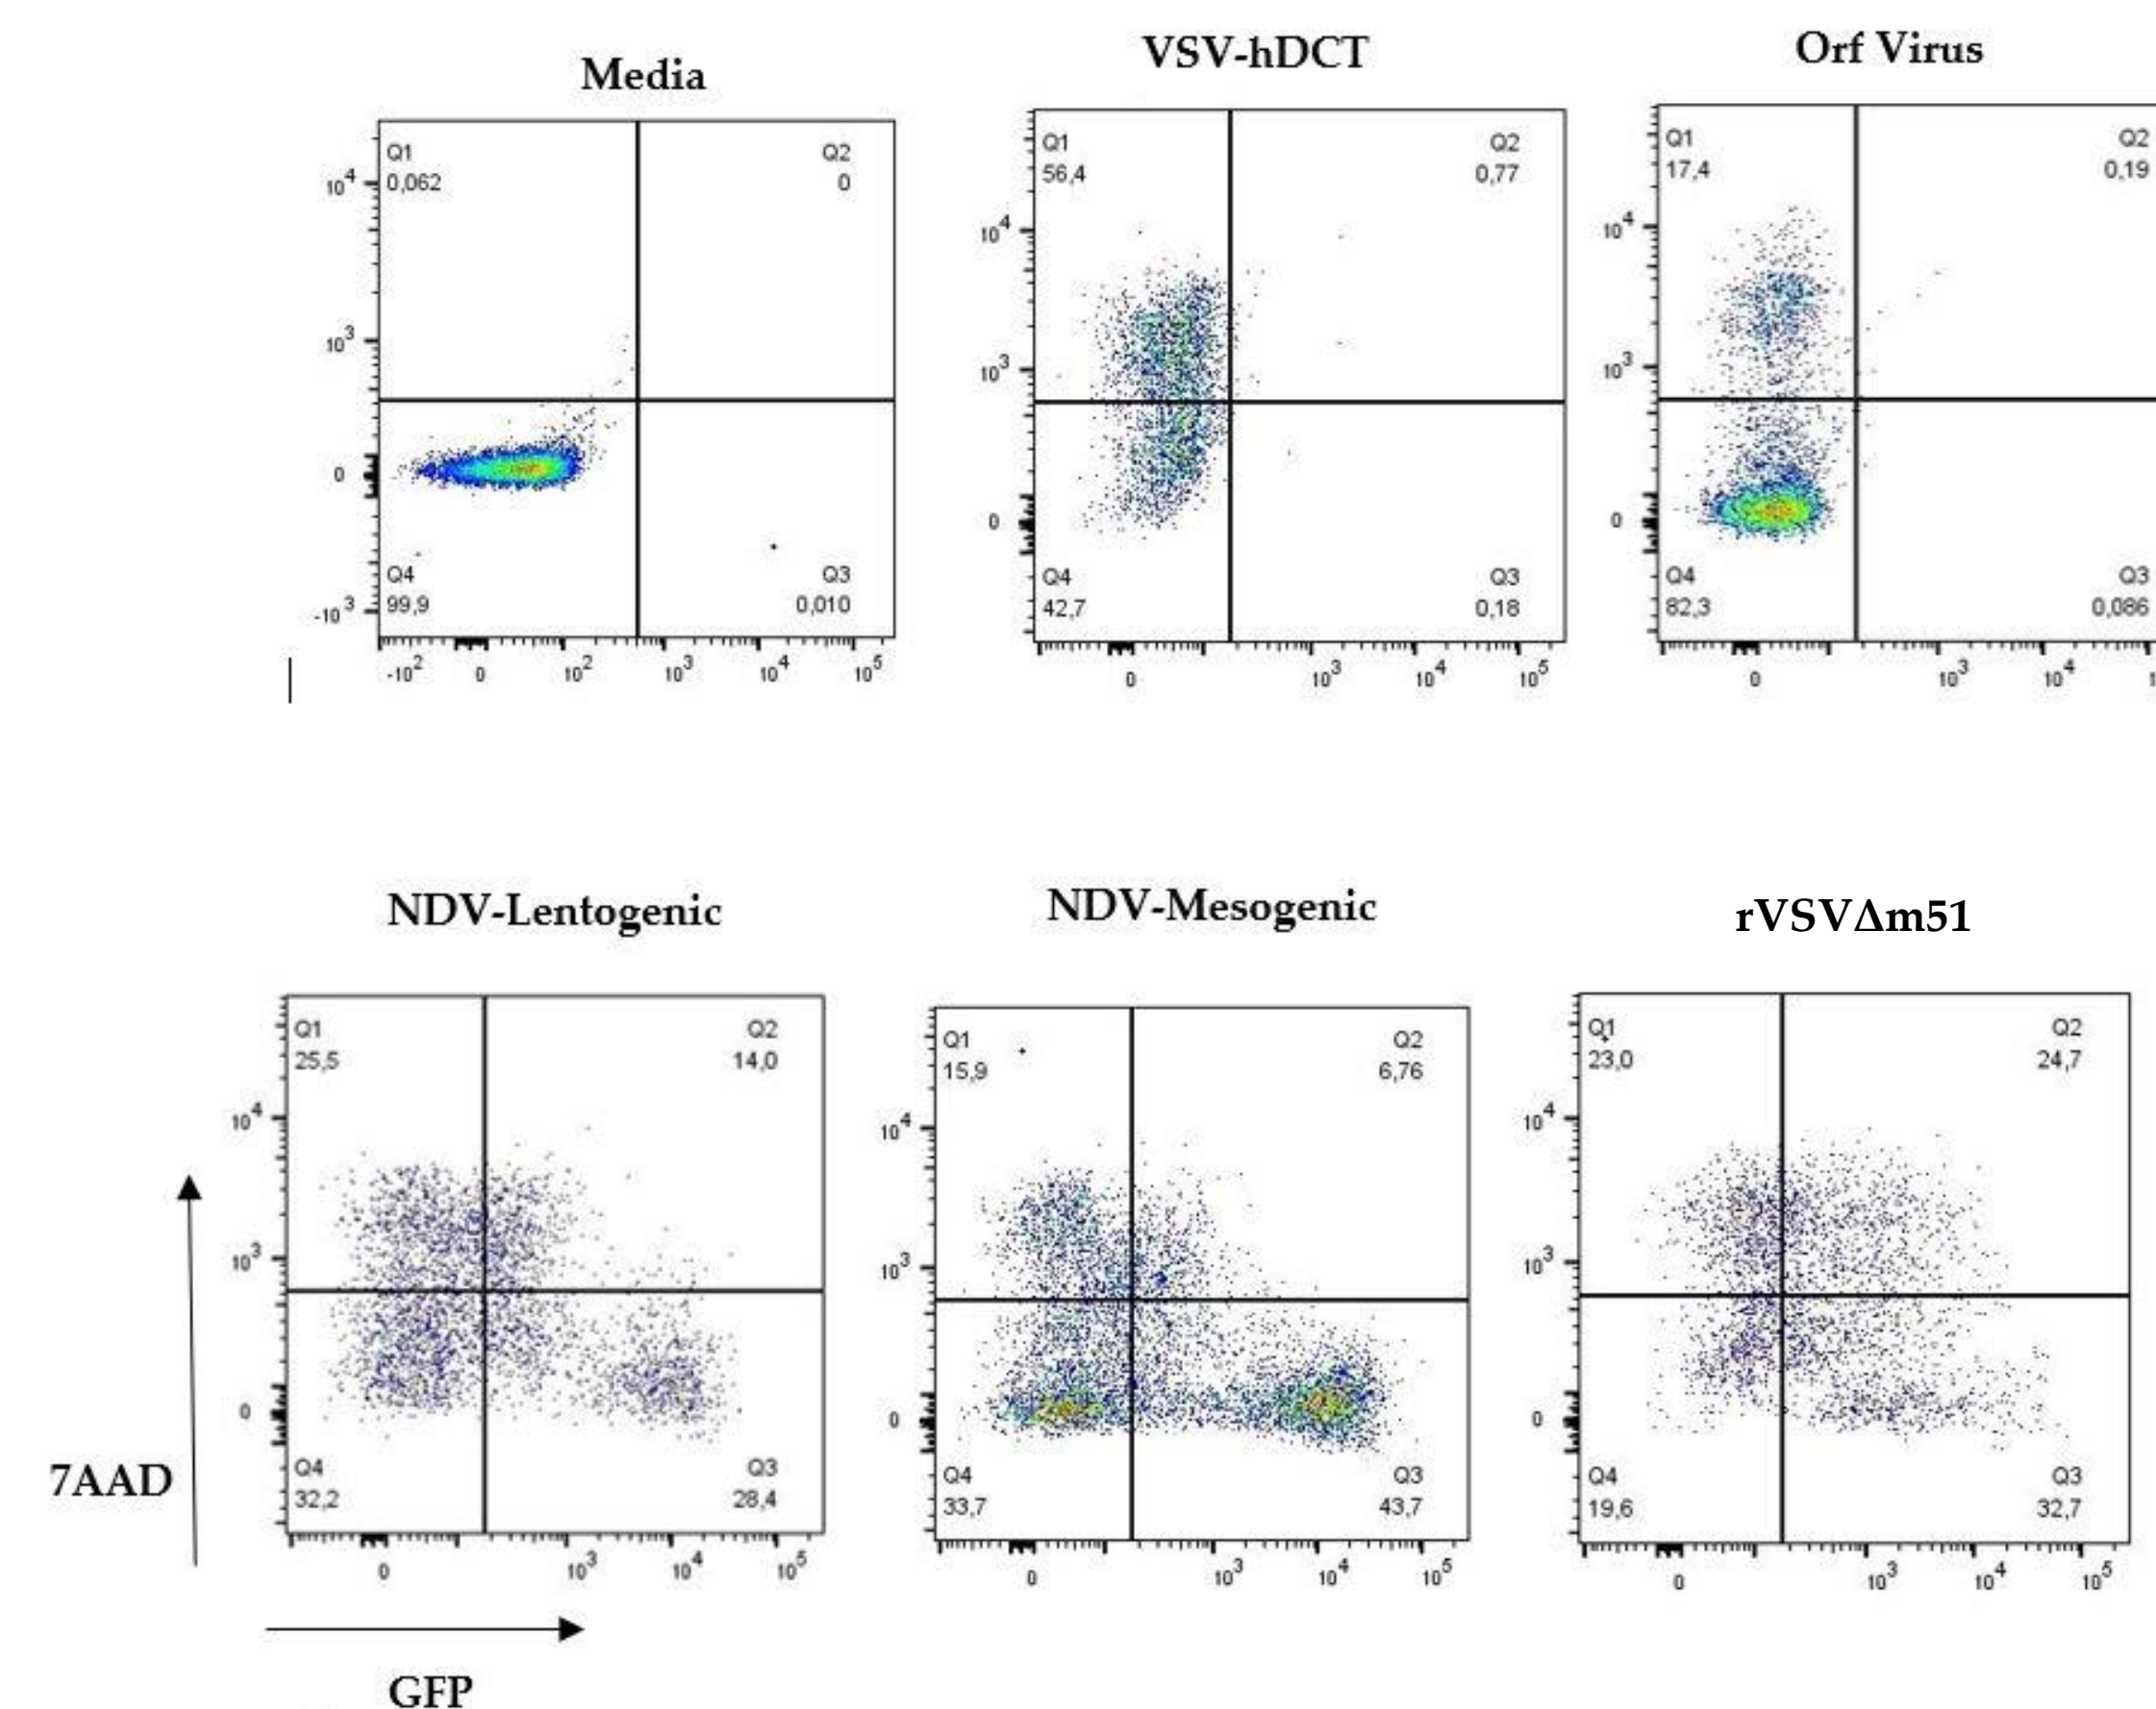 Media
VSV-hDCT
Orf Virus
Q1
0,062
Q2
0
Q4
99,9
Q3
0,010
10^4
10^3
0
-10^3
-10^2 0 10^2 10^3 10^4 10^5
Q1
56,4
Q2
0,77
Q4
42,7
Q3
0,18
10^4
10^3
0
0 10^3 10^4 10^5
Q1
17,4
Q2
0,19
Q4
82,3
Q3
0,086
10^4
10^3
0
0 10^3 10^4
NDV-Lentogenic
NDV-Mesogenic
rVSVΔm51
Q1
25,5
Q2
14,0
Q4
32,2
Q3
28,4
10^4
10^3
0
0 10^3 10^4 10^5
Q1
15,9
Q2
6,76
Q4
33,7
Q3
43,7
10^4
10^3
0
0 10^3 10^4 10^5
Q1
23,0
Q2
24,7
Q4
19,6
Q3
32,7
10^4
10^3
0
0 10^3 10^4 10^5
7AAD
GFP